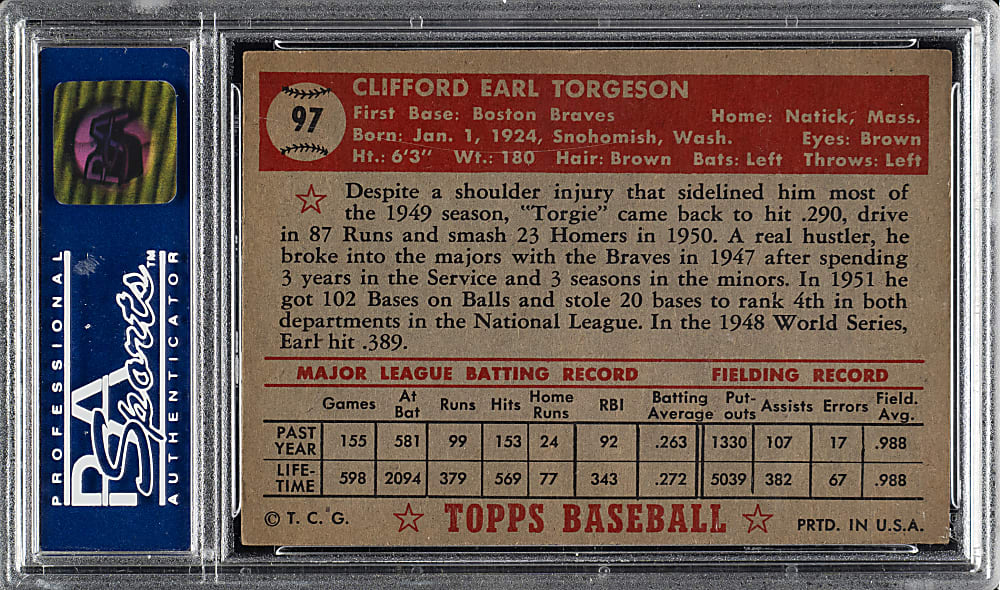 PROFESSIONAL
PSA
Sports™
AUTHENTICATOR
PSA
97
CLIFFORD EARL TORGESON
First Base: Boston Braves Home: Natick, Mass.
Born: Jan. 1, 1924, Snohomish, Wash. Eyes: Brown
Ht.: 6'3" Wt.: 180 Hair: Brown Bats: Left Throws: Left
Despite a shoulder injury that sidelined him most of
the 1949 season, "Torgie" came back to hit .290, drive
in 87 Runs and smash 23 Homers in 1950. A real hustler, he
broke into the majors with the Braves in 1947 after spending
3 years in the Service and 3 seasons in the minors. In 1951 he
got 102 Bases on Balls and stole 20 bases to rank 4th in both
departments in the National League. In the 1948 World Series,
Earl hit .389.
MAJOR LEAGUE BATTING RECORD FIELDING RECORD
Games At Bat Runs Hits Home Runs RBI Batting Average Put-outs Assists Errors Field. Avg.
PAST YEAR 155 581 99 153 24 92 .263 1330 107 17 .988
LIFE-TIME 598 2094 379 569 77 343 .272 5039 382 67 .988
© T. C. G. TOPPS BASEBALL PRTD. IN U.S.A.